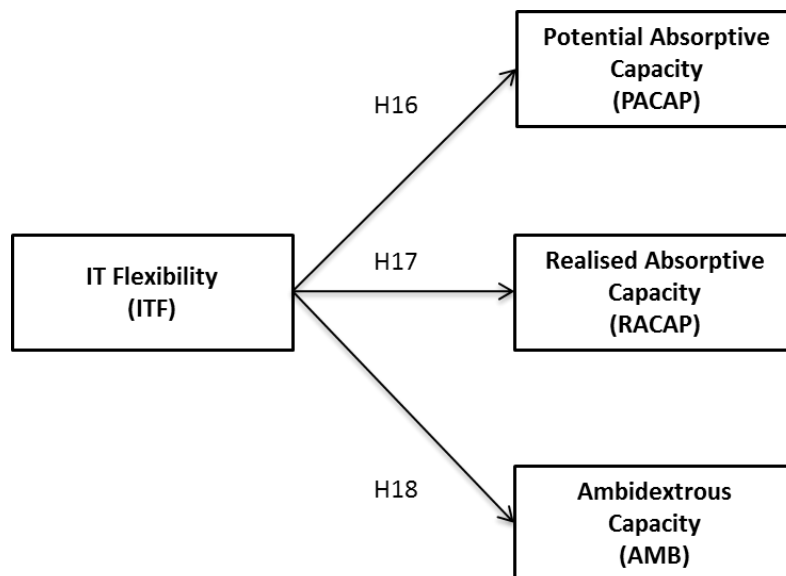 Potential Absorptive
Capacity
(PACAP)
H16
IT Flexibility
(ITF)
H17
Realised Absorptive
Capacity
(RACAP)
H18
Ambidextrous
Capacity
(AMB)